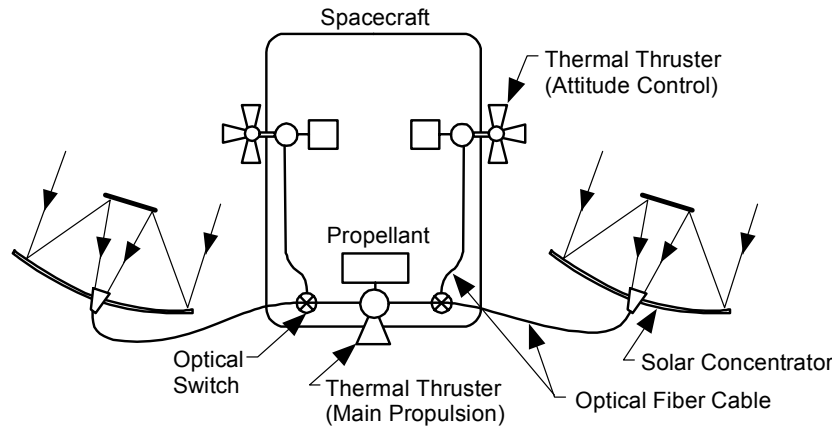 Spacecraft
Thermal Thruster
(Attitude Control)
Propellant
Optical
Switch
Thermal Thruster
(Main Propulsion)
Solar Concentrator
Optical Fiber Cable